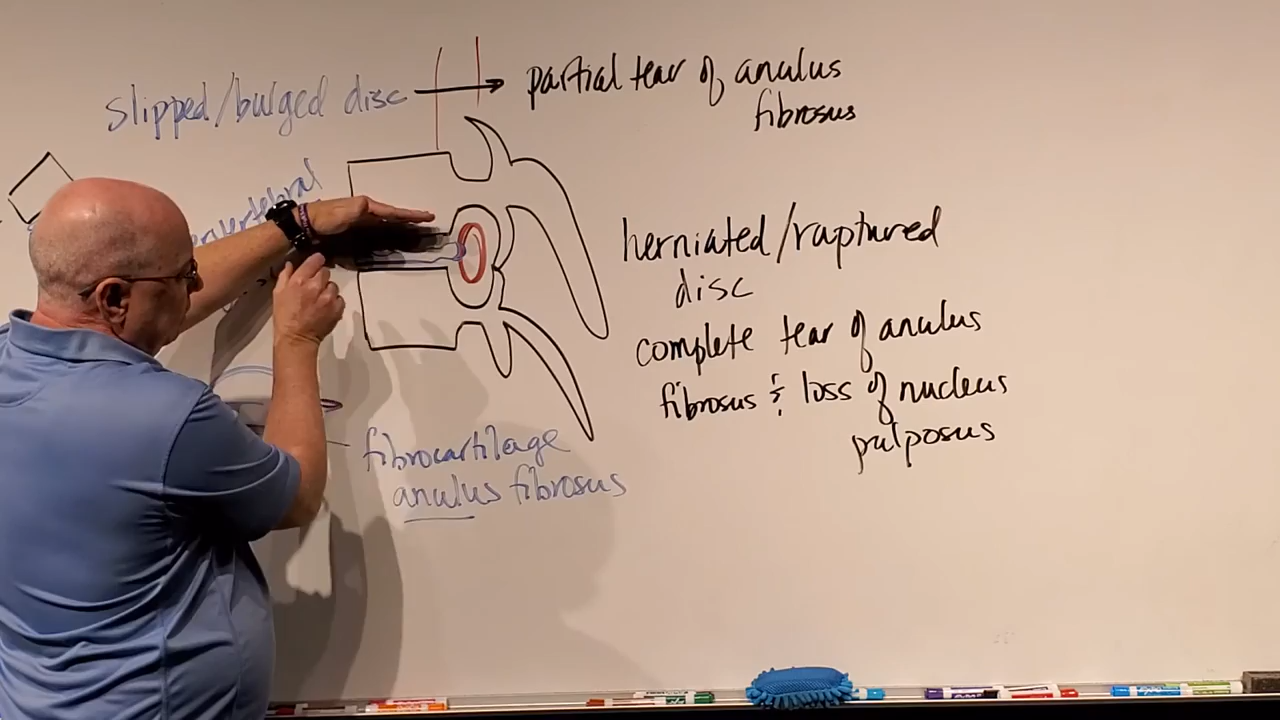 slipped/bulged disc → partial tear of anulus
fibrosus
herniated/raptured
disc
complete tear of anulus
fibrosus & loss of nucleus
pulposus
fibrocartilage
anulus fibrosus